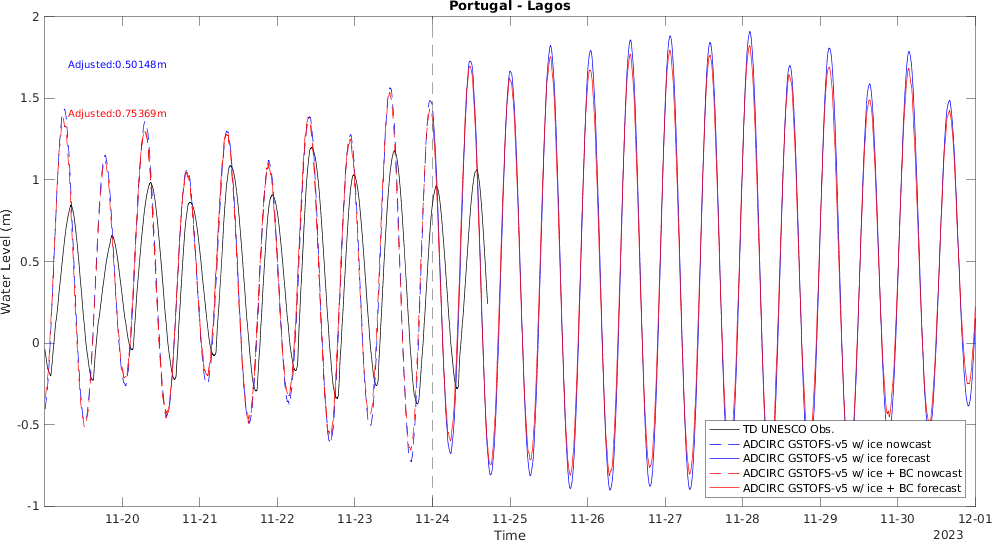 Portugal - Lagos
Water Level (m)
2
1.5
1
0.5
0
-0.5
-1
Adjusted:0.50148m
Adjusted:0.75369m
TD UNESCO Obs.
ADCIRC GSTOFS-v5 w/ ice nowcast
ADCIRC GSTOFS-v5 w/ ice forecast
ADCIRC GSTOFS-v5 w/ ice + BC nowcast
ADCIRC GSTOFS-v5 w/ ice + BC forecast
11-20 11-21 11-22 11-23 11-24 11-25 11-26 11-27 11-28 11-29 11-30 12-01
Time
2023